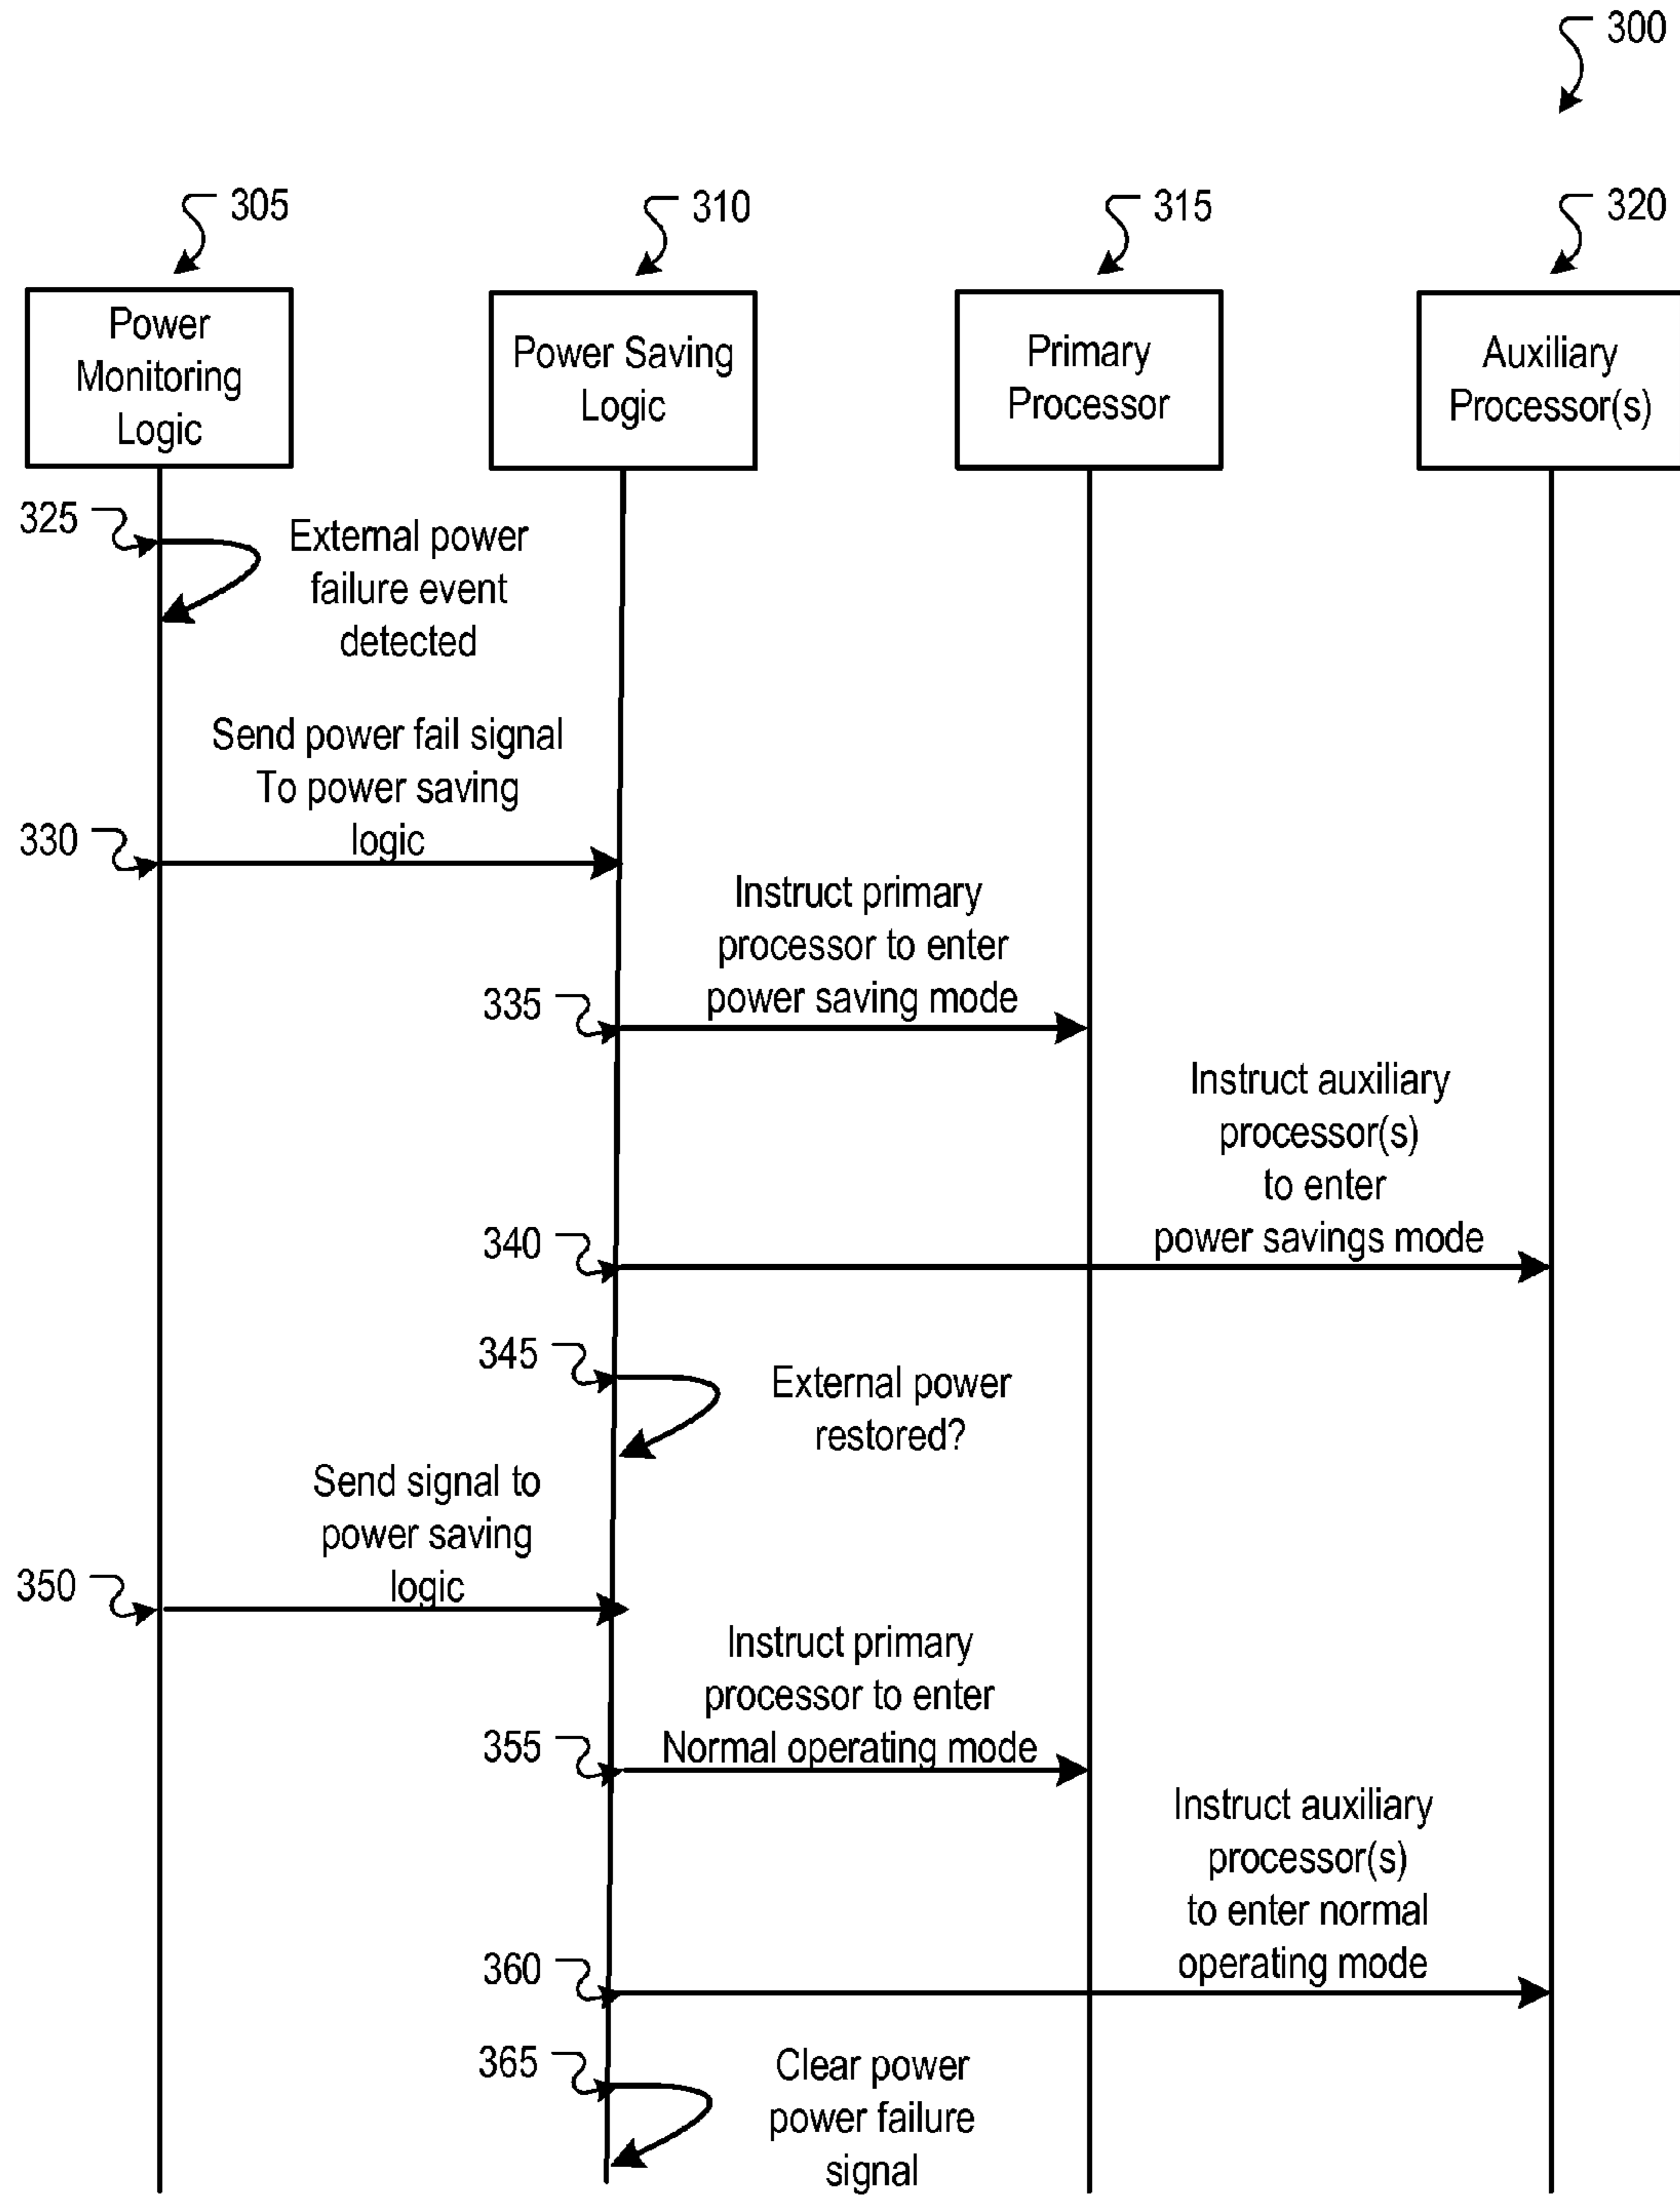 300
305
310
315
320
Power
Monitoring
Logic
Power Saving
Logic
Primary
Processor
Auxiliary
Processor(s)
325
External power
failure event
detected
Send power fail signal
To power saving
logic
330
Instruct primary
processor to enter
power saving mode
335
Instruct auxiliary
processor(s)
to enter
power savings mode
340
345
External power
restored?
Send signal to
power saving
logic
350
Instruct primary
processor to enter
Normal operating mode
355
Instruct auxiliary
processor(s)
to enter normal
operating mode
360
365
Clear power
power failure
signal